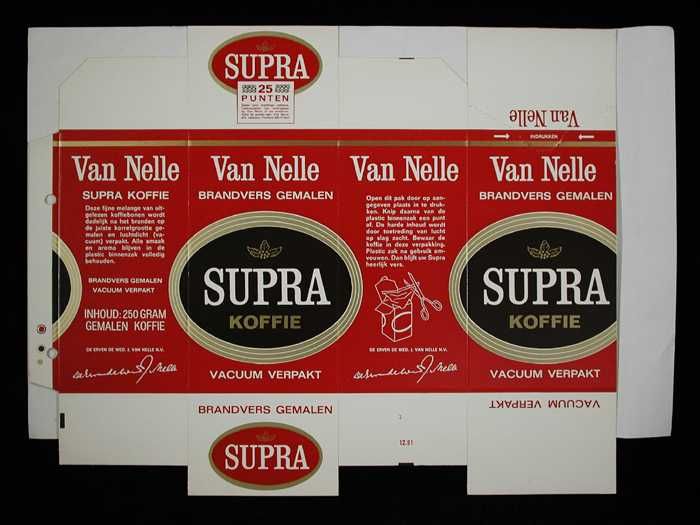 SUPRA
25
PUNTEN
Van Nelle
INDRUKKEN
Van Nelle
SUPRA KOFFIE
Deze fijne melange van uit-
gelezen koffiebonen wordt
dadelijk na het branden op
de juiste korrelgrootte ge-
malen en luchtdicht (va-
cuum) verpakt. Alle smaak
en aroma blijven in de
plastic binnenzak volledig
behouden.
BRANDVERS GEMALEN
VACUUM VERPAKT
INHOUD: 250 GRAM
GEMALEN KOFFIE
DE ERVEN DE WED. J. VAN NELLE N.V.
Van Nelle
BRANDVERS GEMALEN
SUPRA
KOFFIE
VACUUM VERPAKT
Van Nelle
Open dit pak door op aan-
gegeven plaats in te druk-
ken. Knip daarna van de
plastic binnenzak een punt
af. De harde inhoud wordt
door toetreding van lucht
op slag zacht. Bewaar de
koffie in deze verpakking.
Plastic zak na gebruik om-
vouwen. Dan blijft uw Supra
heerlijk vers.
DE ERVEN DE WED. J. VAN NELLE N.V.
Van Nelle
BRANDVERS GEMALEN
SUPRA
KOFFIE
VACUUM VERPAKT
BRANDVERS GEMALEN
SUPRA
12.91
VACUUM VERPAKT